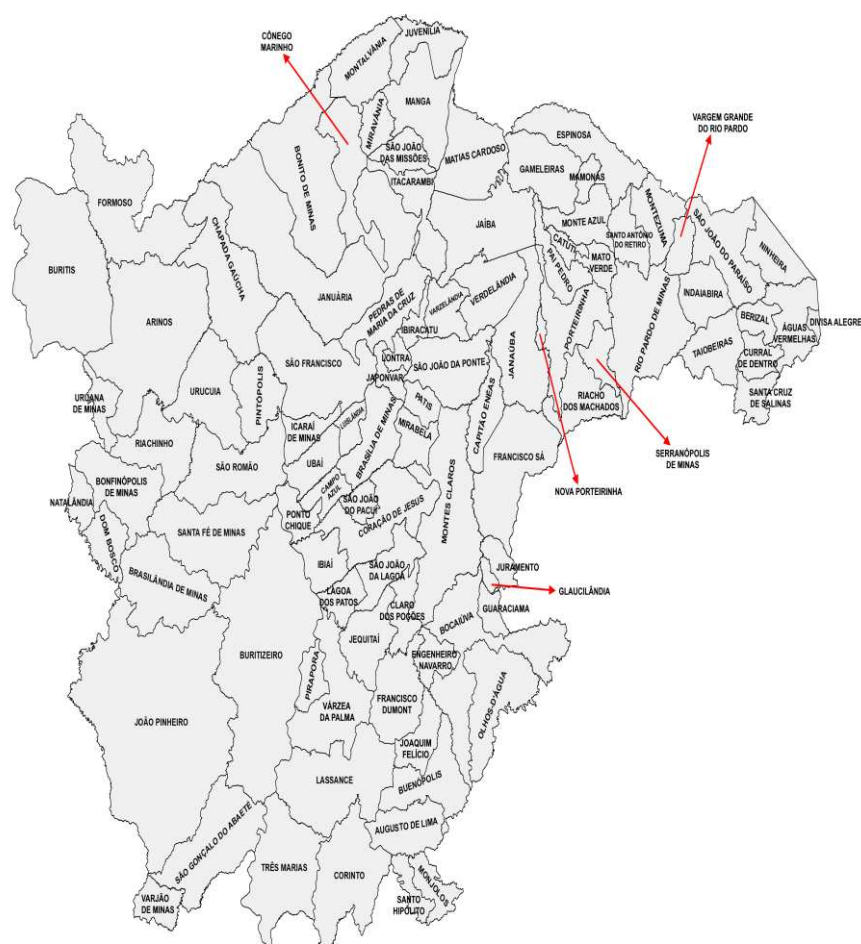 CÔNEGO
MARINHO
JUVENÍLIA
MONTALVÂNIA
MANGA
MIRAVÂNIA
VARGEM GRANDE
DO RIO PARDO
ESPINOSA
SÃO JOÃO
DAS MISSÕES
MATIAS CARDOSO
BONITO DE MINAS
ITACARAMBI
GAMELEIRAS
MAMONAS
FORMOSO
MONTEZUMA
SÃO JOÃO DO PARAÍSO
CHAPADA GAÚCHA
JAÍBA
MONTE AZUL
SANTO ANTÔNIO
DO RETIRO
NINHEIRA
BURITIS
CATUTI
PAI PEDRO
MATO
VERDE
JANUÁRIA
PEDRAS DE
MARIA DA CRUZ
VARZELÂNDIA
VERDELÂNDIA
INDAIABIRA
ARINOS
PORTEIRINHA
RIO PARDO DE MINAS
BERIZAL
DIVISA ALEGRE
ÁGUAS
VERMELHAS
IBIRACATU
LONTRA
SÃO JOÃO DA PONTE
JANAÚBA
TAIOBEIRAS
CURRAL
DE DENTRO
SÃO FRANCISCO
JAPONVAR
URUANA
DE MINAS
URUCUIA
PINTÓPOLIS
RIACHO
DOS MACHADOS
SANTA CRUZ
DE SALINAS
PATIS
CAPITÃO ENEAS
ICARAÍ
DE MINAS
LUISLÂNDIA
BRASÍLIA DE MINAS
MIRABELA
RIACHINHO
UBAÍ
SÃO ROMÃO
FRANCISCO SÁ
SERRANÓPOLIS
DE MINAS
BONFINÓPOLIS
DE MINAS
CAMPO
AZUL
NOVA PORTEIRINHA
NATALÂNDIA
SÃO JOÃO
DO PACUÍ
MONTES CLAROS
PONTO
CHIQUE
CORAÇÃO DE JESUS
DOM BOSCO
SANTA FÉ DE MINAS
IBIAÍ
SÃO JOÃO
DA LAGOA
JURAMENTO
BRASILÂNDIA DE MINAS
GLAUCILÂNDIA
LAGOA
DOS PATOS
CLARO
DOS POÇÕES
GUARACIAMA
BOCAIÚVA
JEQUITAÍ
BURITIZEIRO
ENGENHEIRO
NAVARRO
PIRAPORA
OLHOS-D'ÁGUA
VÁRZEA
DA PALMA
FRANCISCO
DUMONT
JOÃO PINHEIRO
JOAQUIM
FELÍCIO
LASSANCE
BUENÓPOLIS
SÃO GONÇALO DO ABAETÉ
AUGUSTO DE LIMA
TRÊS MARIAS
CORINTO
MONJOLOS
VARJÃO
DE MINAS
SANTO
HIPÓLITO